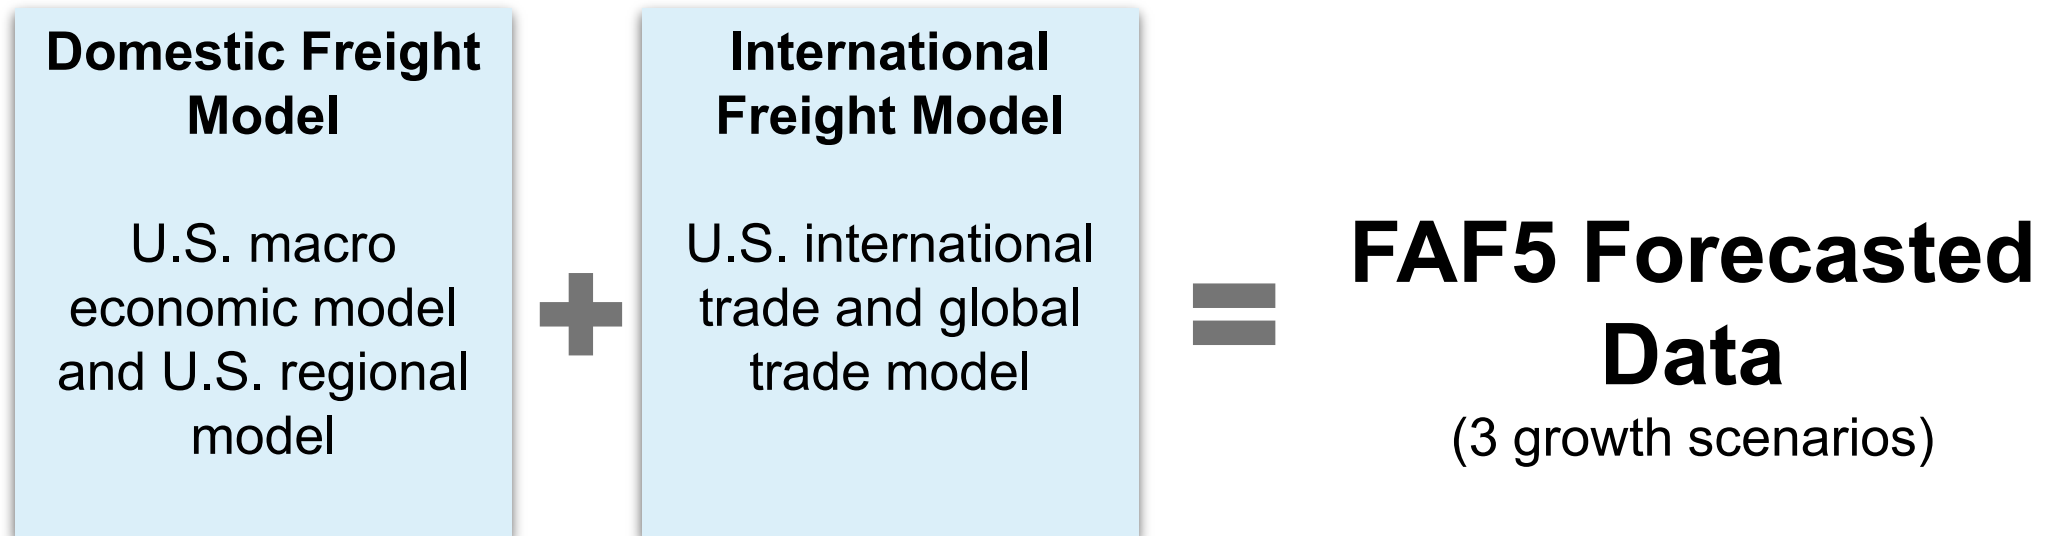 Domestic Freight
Model
U.S. macro
economic model
and U.S. regional
model
International
Freight Model
U.S. international
trade and global
trade model
FAF5 Forecasted
Data
(3 growth scenarios)